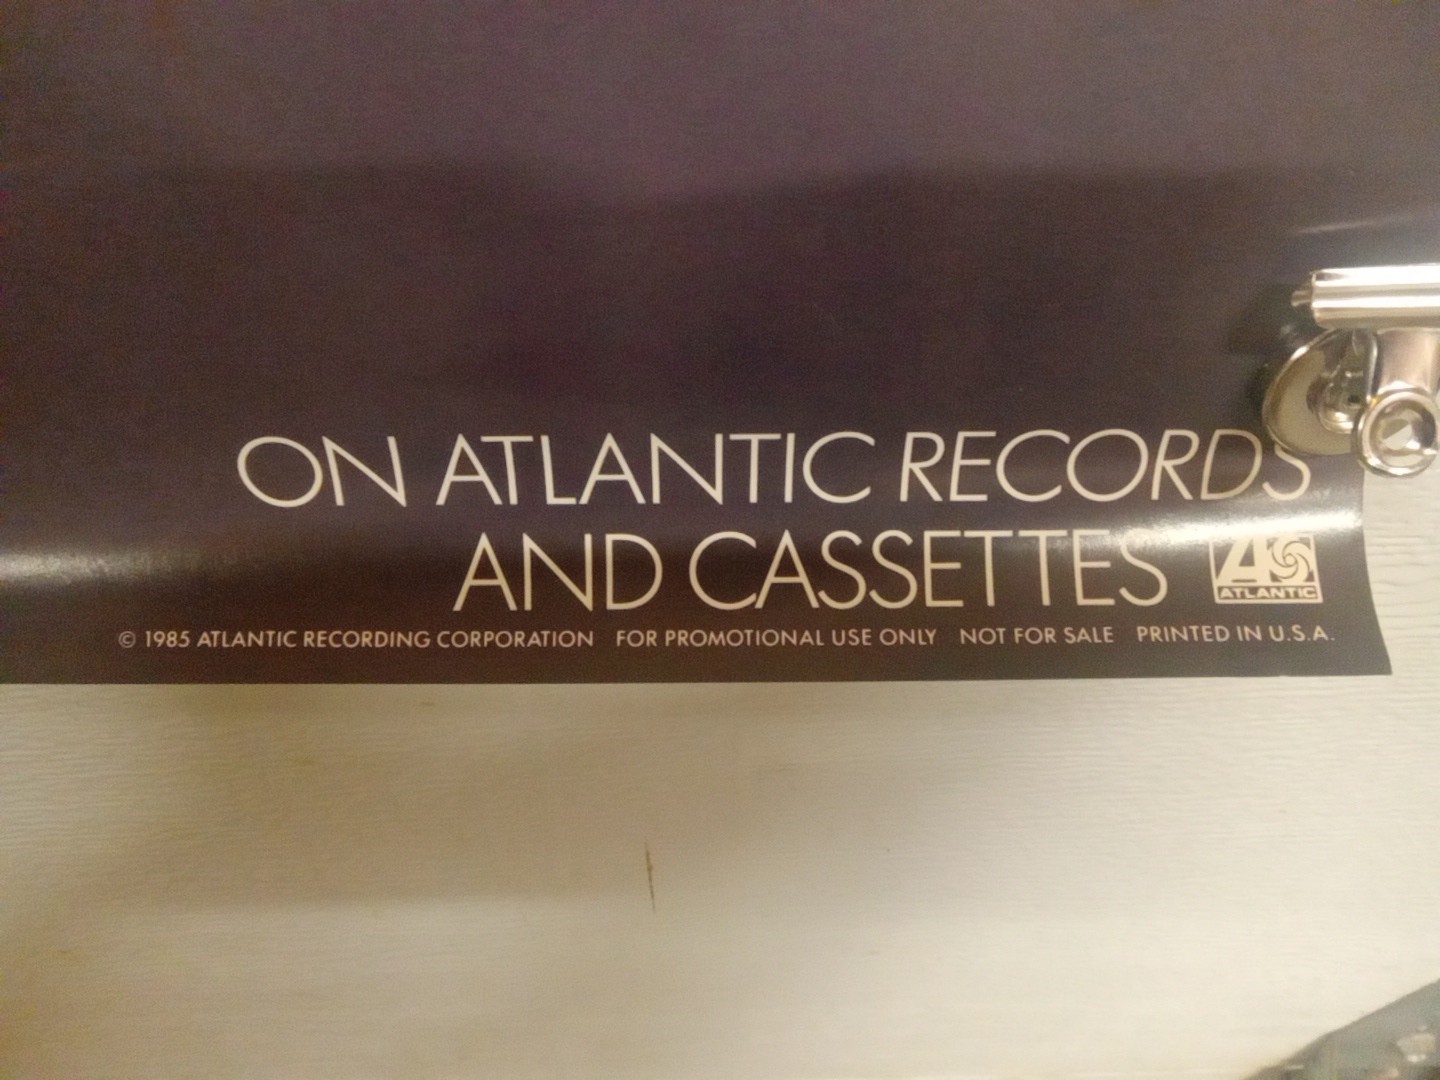 ON ATLANTIC RECORDS
AND CASSETTES
ATLANTIC
© 1985 ATLANTIC RECORDING CORPORATION FOR PROMOTIONAL USE ONLY NOT FOR SALE PRINTED IN U.S.A.